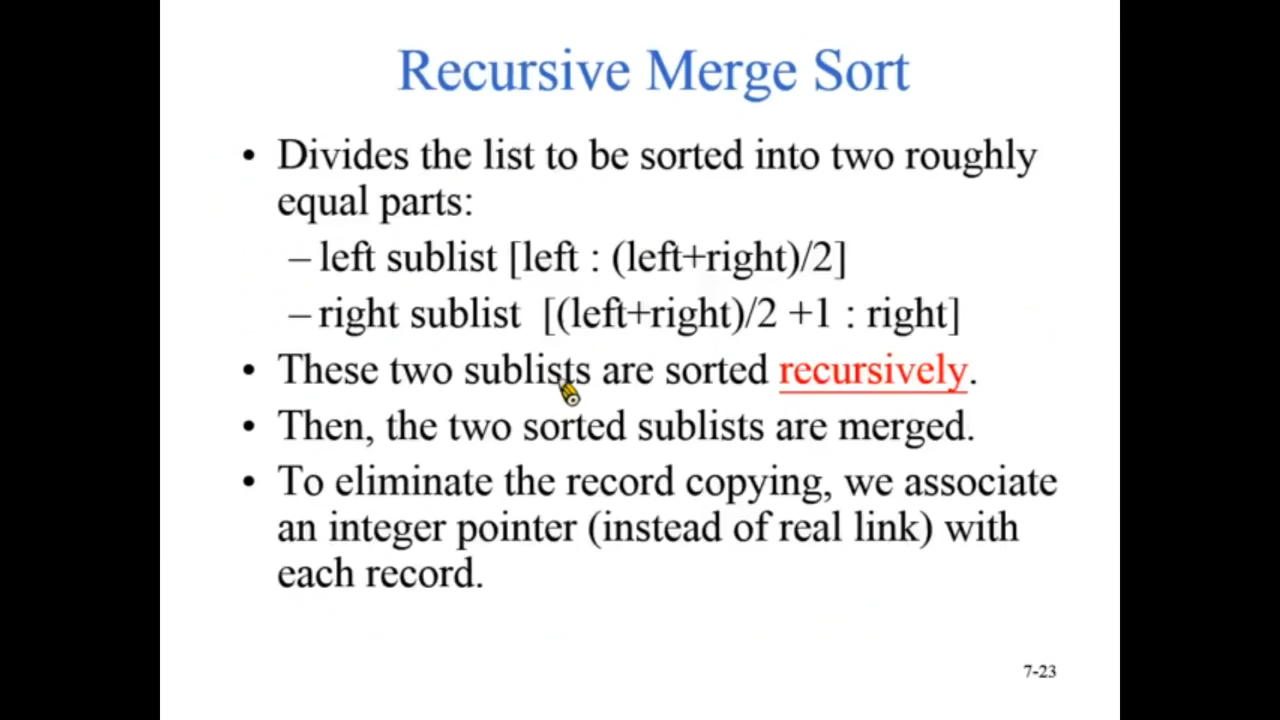 Recursive Merge Sort
• Divides the list to be sorted into two roughly
equal parts:
– left sublist [left : (left+right)/2]
– right sublist [(left+right)/2 +1 : right]
• These two sublists are sorted recursively.
• Then, the two sorted sublists are merged.
• To eliminate the record copying, we associate
an integer pointer (instead of real link) with
each record.
7-23